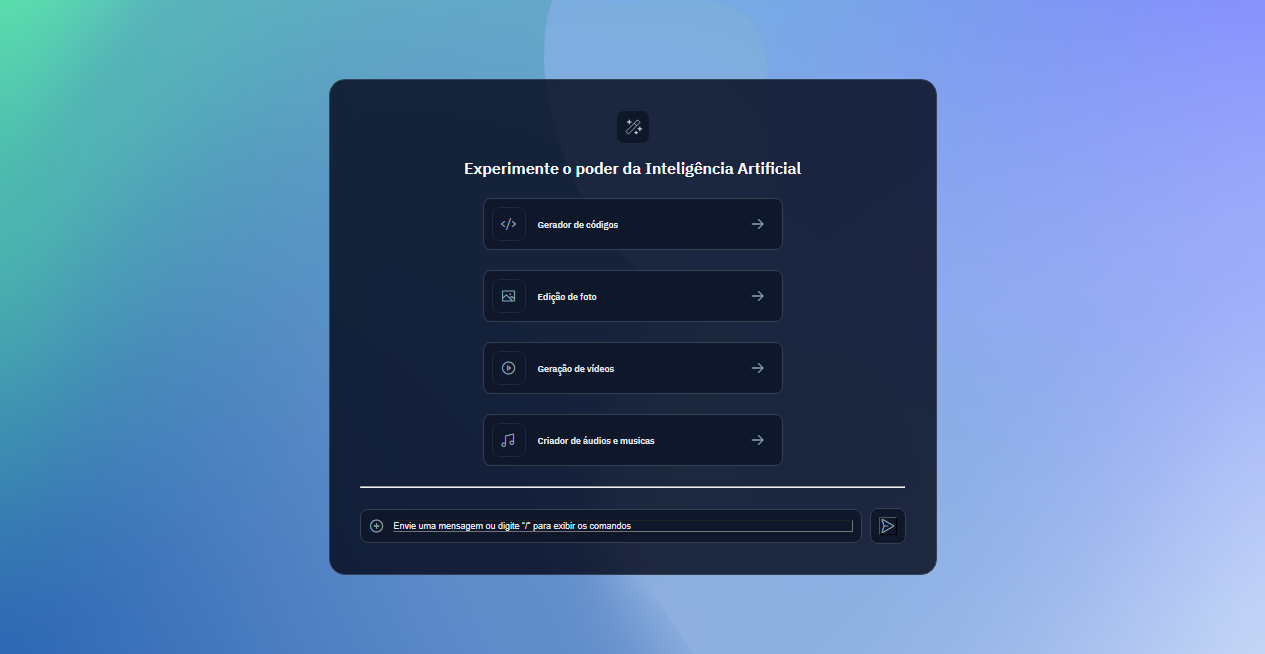 Experimente o poder da Inteligência Artificial
Gerador de códigos
Edição de foto
Geração de vídeos
Criador de áudios e musicas
Envie uma mensagem ou digite "/" para exibir os comandos